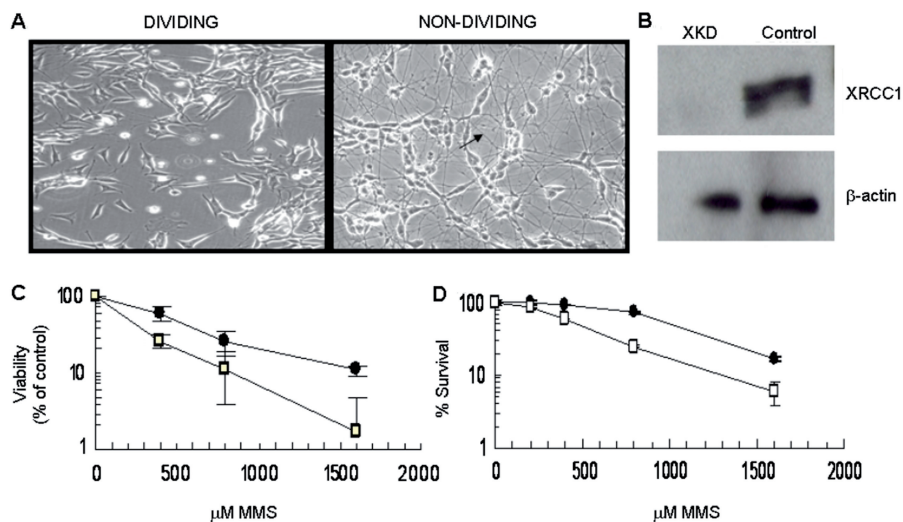 A
DIVIDING
NON-DIVIDING
B
XKD
Control
XRCC1
β-actin
C
Viability
(% of control)
100
10
1
0
500
1000
1500
2000
μM MMS
D
% Survival
100
10
1
0
500
1000
1500
2000
μM MMS